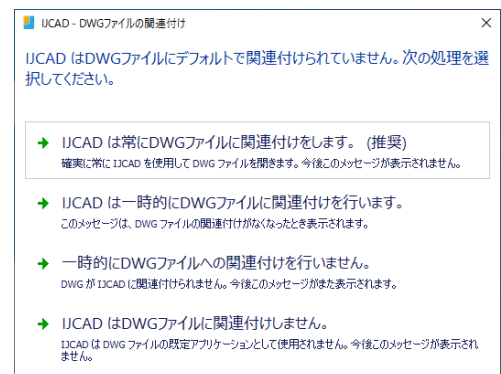 IJCAD - DWGファイルの関連付け
IJCAD はDWGファイルにデフォルトで関連付けられていません。次の処理を選
択してください。
IJCAD は常にDWGファイルに関連付けをします。 (推奨)
確実に常に IJCAD を使用して DWG ファイルを開きます。今後このメッセージが表示されません。
IJCAD は一時的にDWGファイルに関連付けを行います。
このメッセージは、DWG ファイルの関連付けがなくなったとき表示されます。
一時的にDWGファイルへの関連付けを行いません。
DWG が IJCAD に関連付けられません。今後このメッセージがまた表示されます。
IJCAD はDWGファイルに関連付けしません。
IJCAD は DWG ファイルの既定アプリケーションとして使用されません。今後このメッセージが表示され
ません。